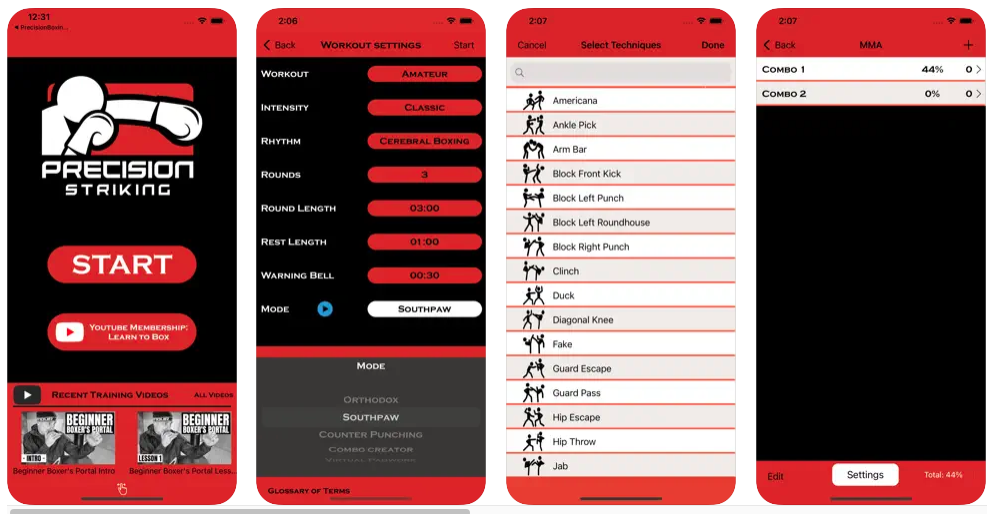 12:31
PrecisionBoxin...
PRECISION
STRIKING
START
Youtube Membership:
Learn to Box
Recent Training Videos
All Videos
BEGINNER
BOXER'S PORTAL
- INTRO -
BEGINNER
BOXER'S PORTAL
LESSON 1
Beginner Boxer's Portal Intro
Beginner Boxer's Portal Less...
2:06
Back
Workout settings
Start
Workout
Amateur
Intensity
Classic
Rhythm
Cerebral Boxing
Rounds
3
Round Length
03:00
Rest Length
01:00
Warning Bell
00:30
Mode
Southpaw
Mode
Orthodox
Southpaw
Counter Punching
Combo creator
Glossary of Terms
2:07
Cancel
Select Techniques
Done
Americana
Ankle Pick
Arm Bar
Block Front Kick
Block Left Punch
Block Left Roundhouse
Block Right Punch
Clinch
Duck
Diagonal Knee
Fake
Guard Escape
Guard Pass
Hip Escape
Hip Throw
Jab
2:07
Back
MMA
+
Combo 1 44% 0
Combo 2 0% 0
Edit
Settings
Total: 44%